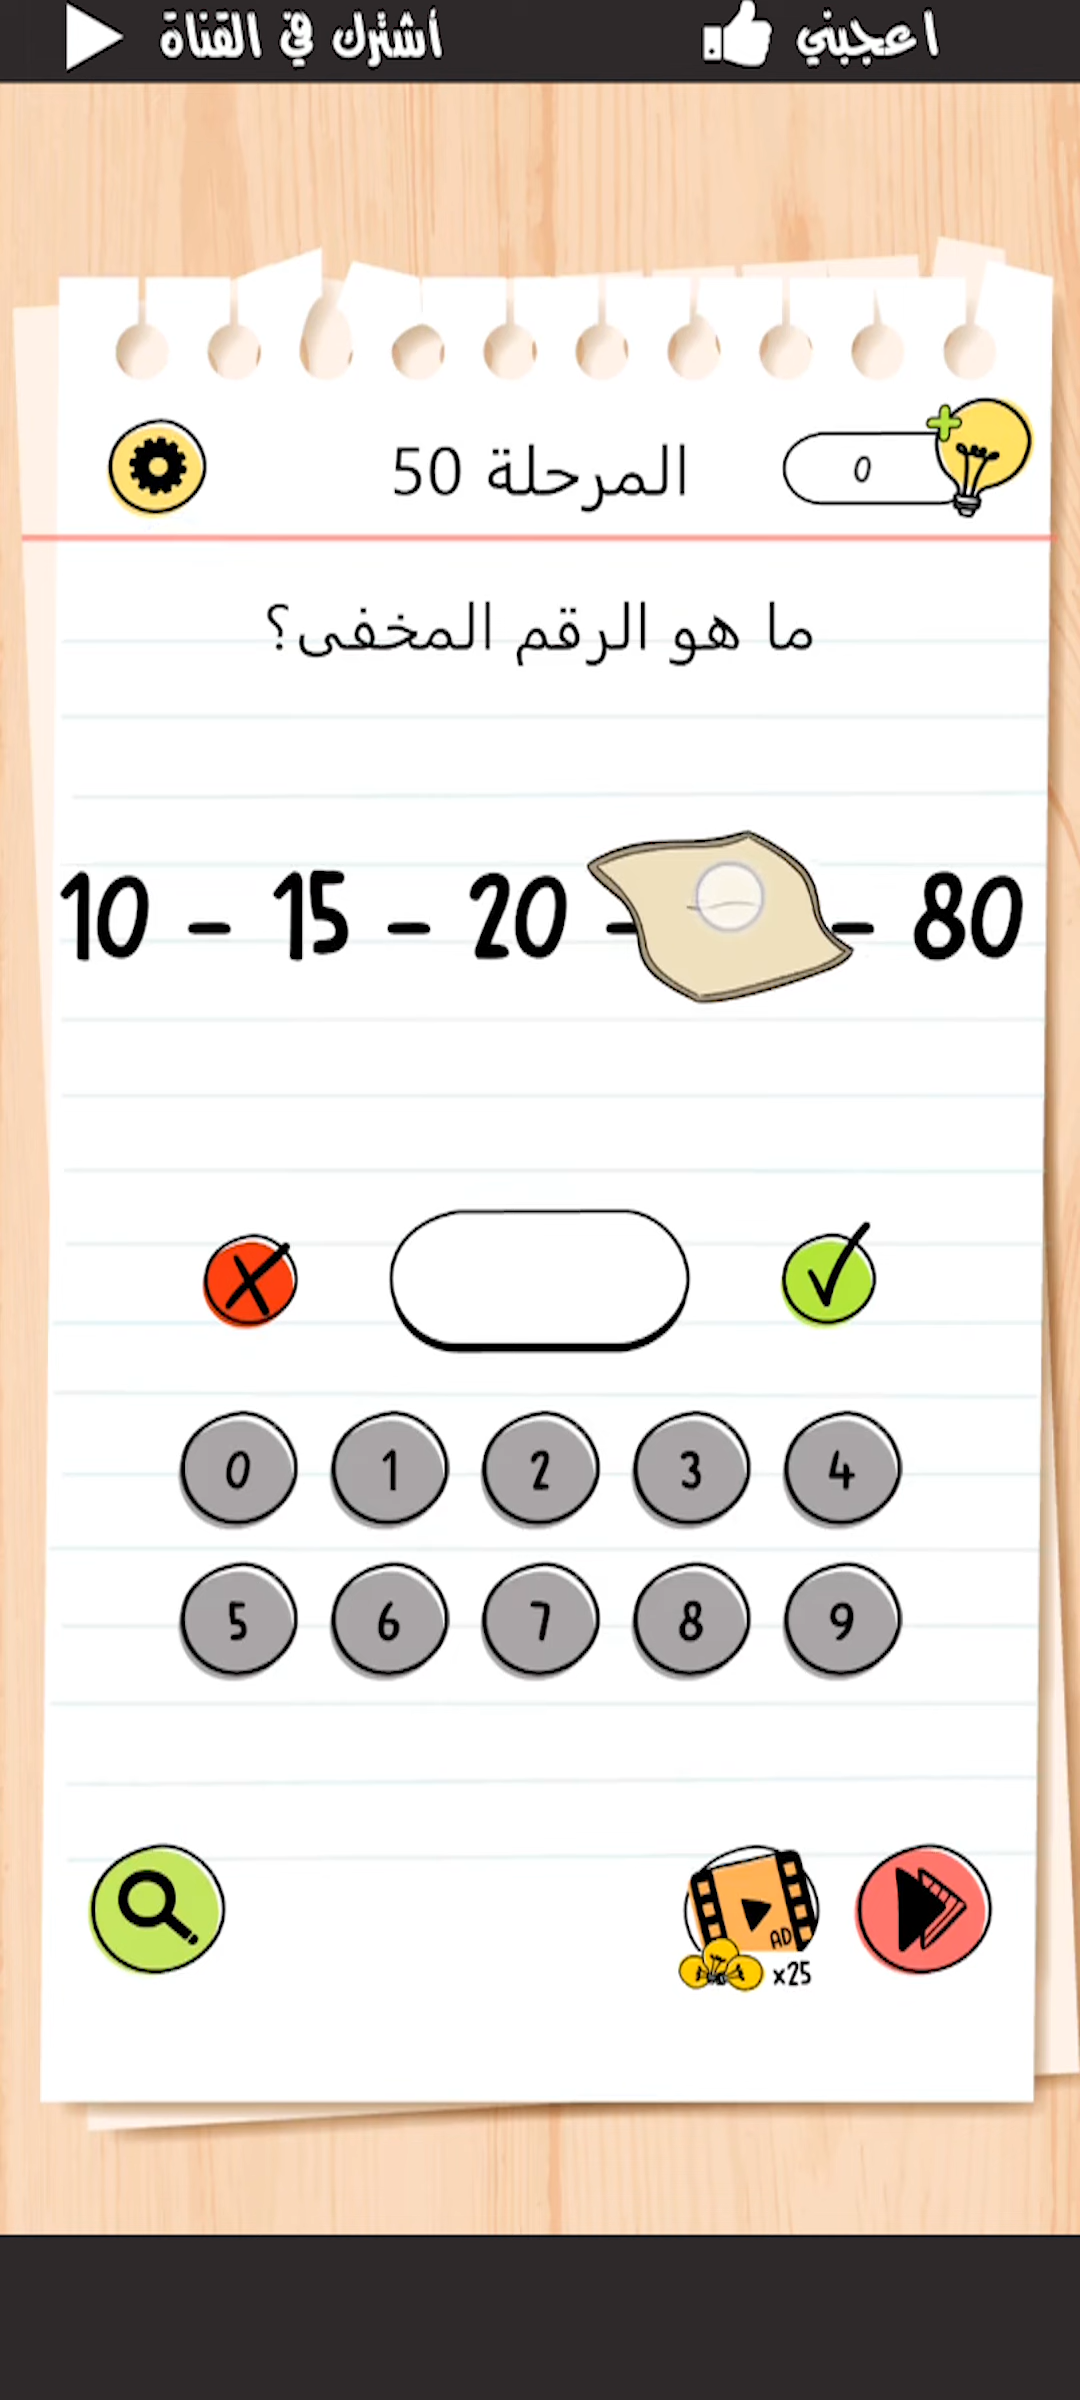 أشترك في القناة
اعجبني
المرحلة 50
0
ما هو الرقم المخفى؟
10 - 15 - 20 - - 80
0 1 2 3 4
5 6 7 8 9
AD
x25